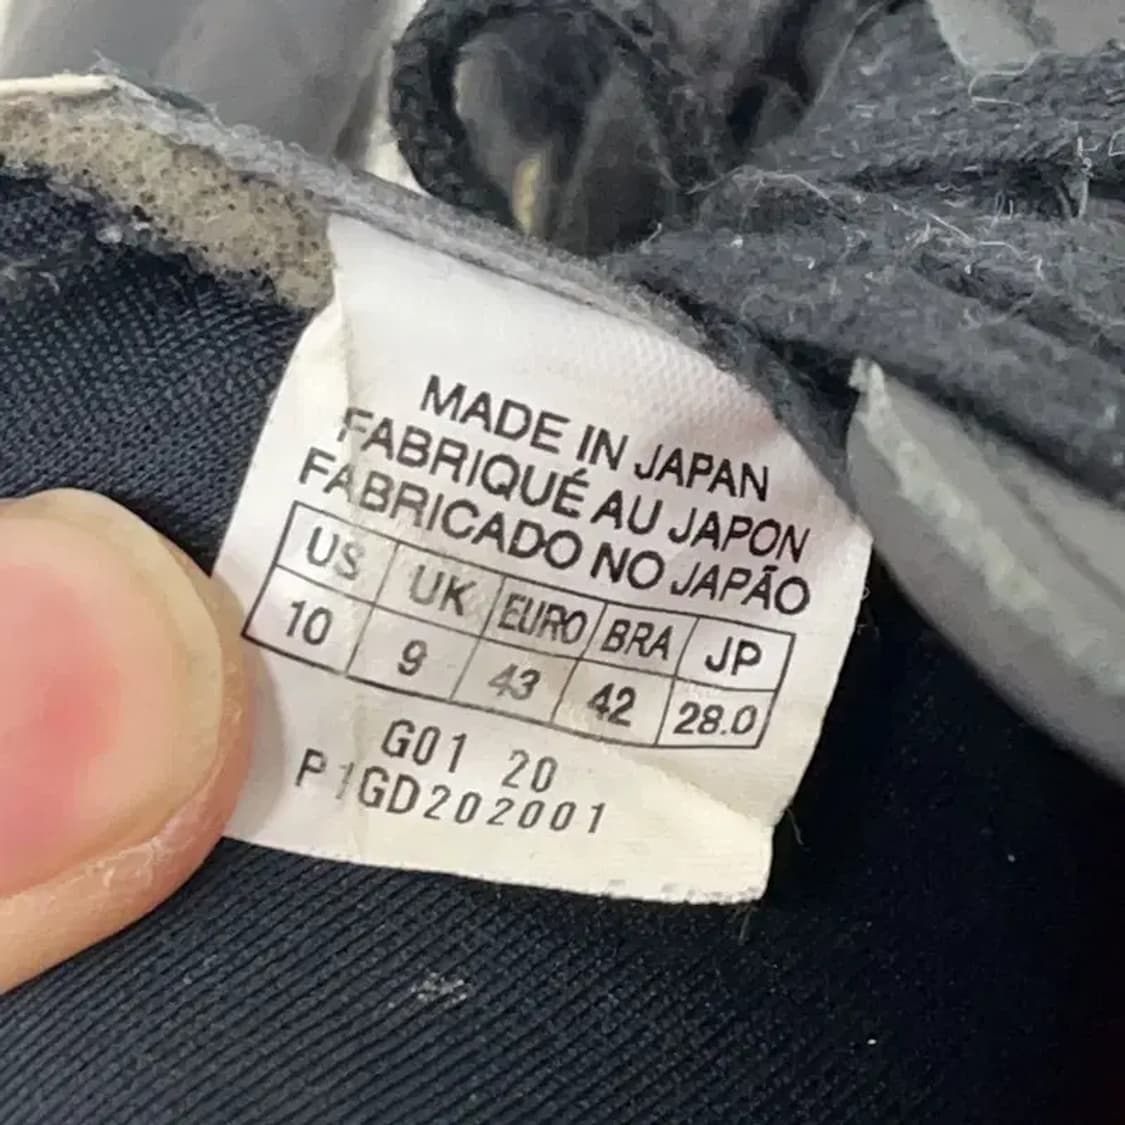 MADE IN JAPAN
FABRIQUÉ AU JAPON
FABRICADO NO JAPÃO
US UK EURO BRA JP
10 9 43 42 28.0
G01 20
P1GD202001